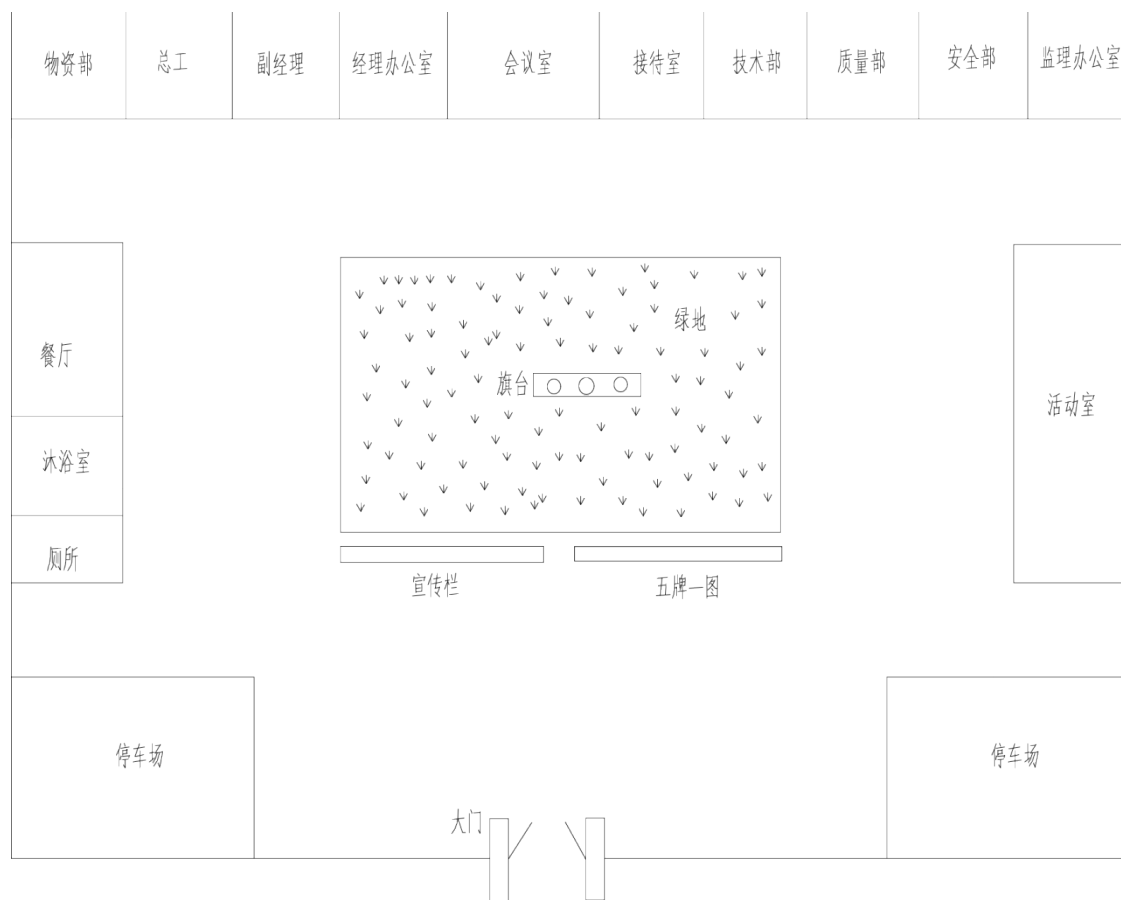 物资部
总工
副经理
经理办公室
会议室
接待室
技术部
质量部
安全部
监理办公室
绿地
餐厅
旗台
活动室
沐浴室
厕所
宣传栏
五牌一图
停车场
停车场
大门